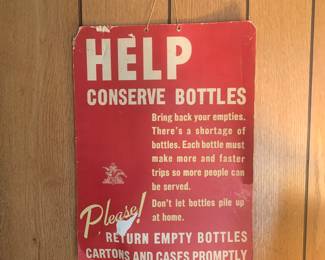 HELP
CONSERVE BOTTLES
Bring back your empties.
There's a shortage of
bottles. Each bottle must
make more and faster
trips so more people can
be served.
Don't let bottles pile up
at home.
Please!
RETURN EMPTY BOTTLES
CARTONS AND CASES PROMPTLY